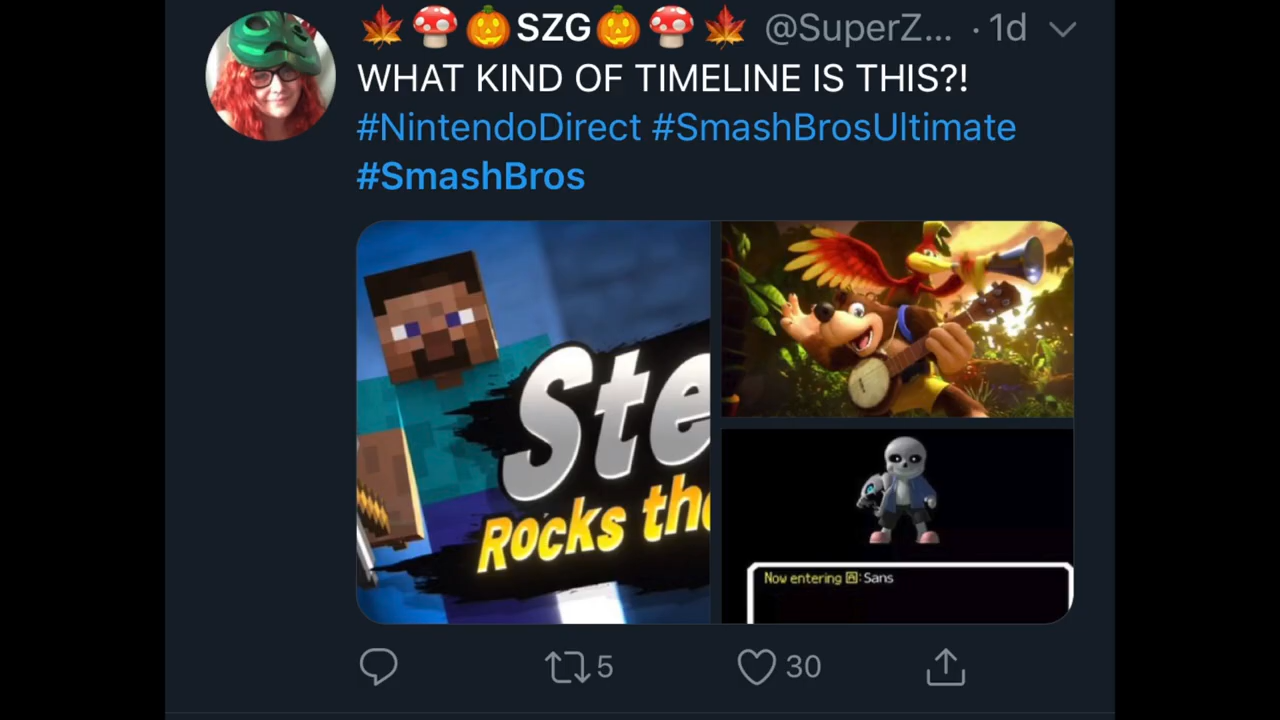 🍁🍄🎃SZG🎃🍄🍁 @SuperZ... · 1d
WHAT KIND OF TIMELINE IS THIS?!
#NintendoDirect #SmashBrosUltimate
#SmashBros
Ste
Rocks the
Now entering: Sans
5
30